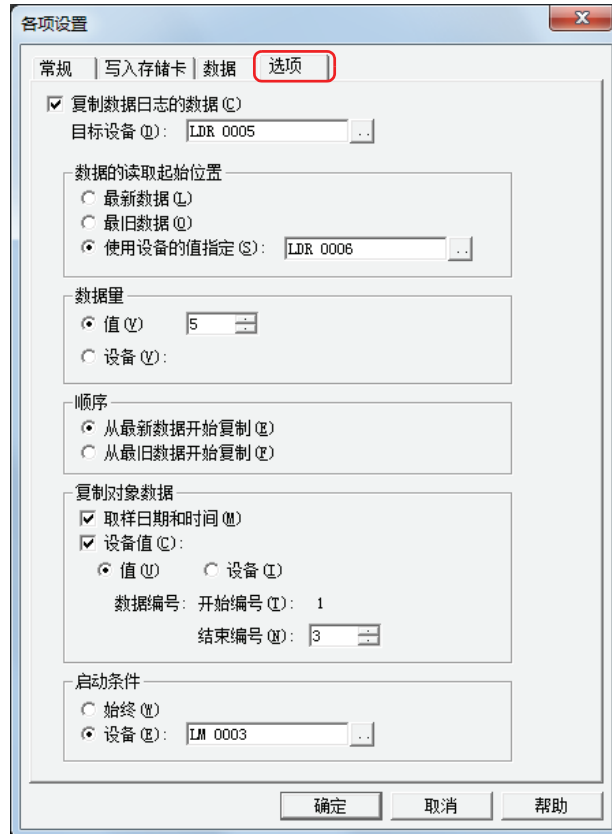 各项设置
常规 写入存储卡 数据 选项
复制数据日志的数据(C)
目标设备(D): LDR 0005 ..
数据的读取起始位置
最新数据(L)
最旧数据(O)
使用设备的值指定(S): LDR 0006 ..
数据量
值(V) 5
设备(V):
顺序
从最新数据开始复制(E)
从最旧数据开始复制(F)
复制对象数据
取样日期和时间(M)
设备值(C):
值(U) 设备(I)
数据编号: 开始编号(T): 1
结束编号(N): 3
启动条件
始终(W)
设备(E): LM 0003 ..
确定 取消 帮助